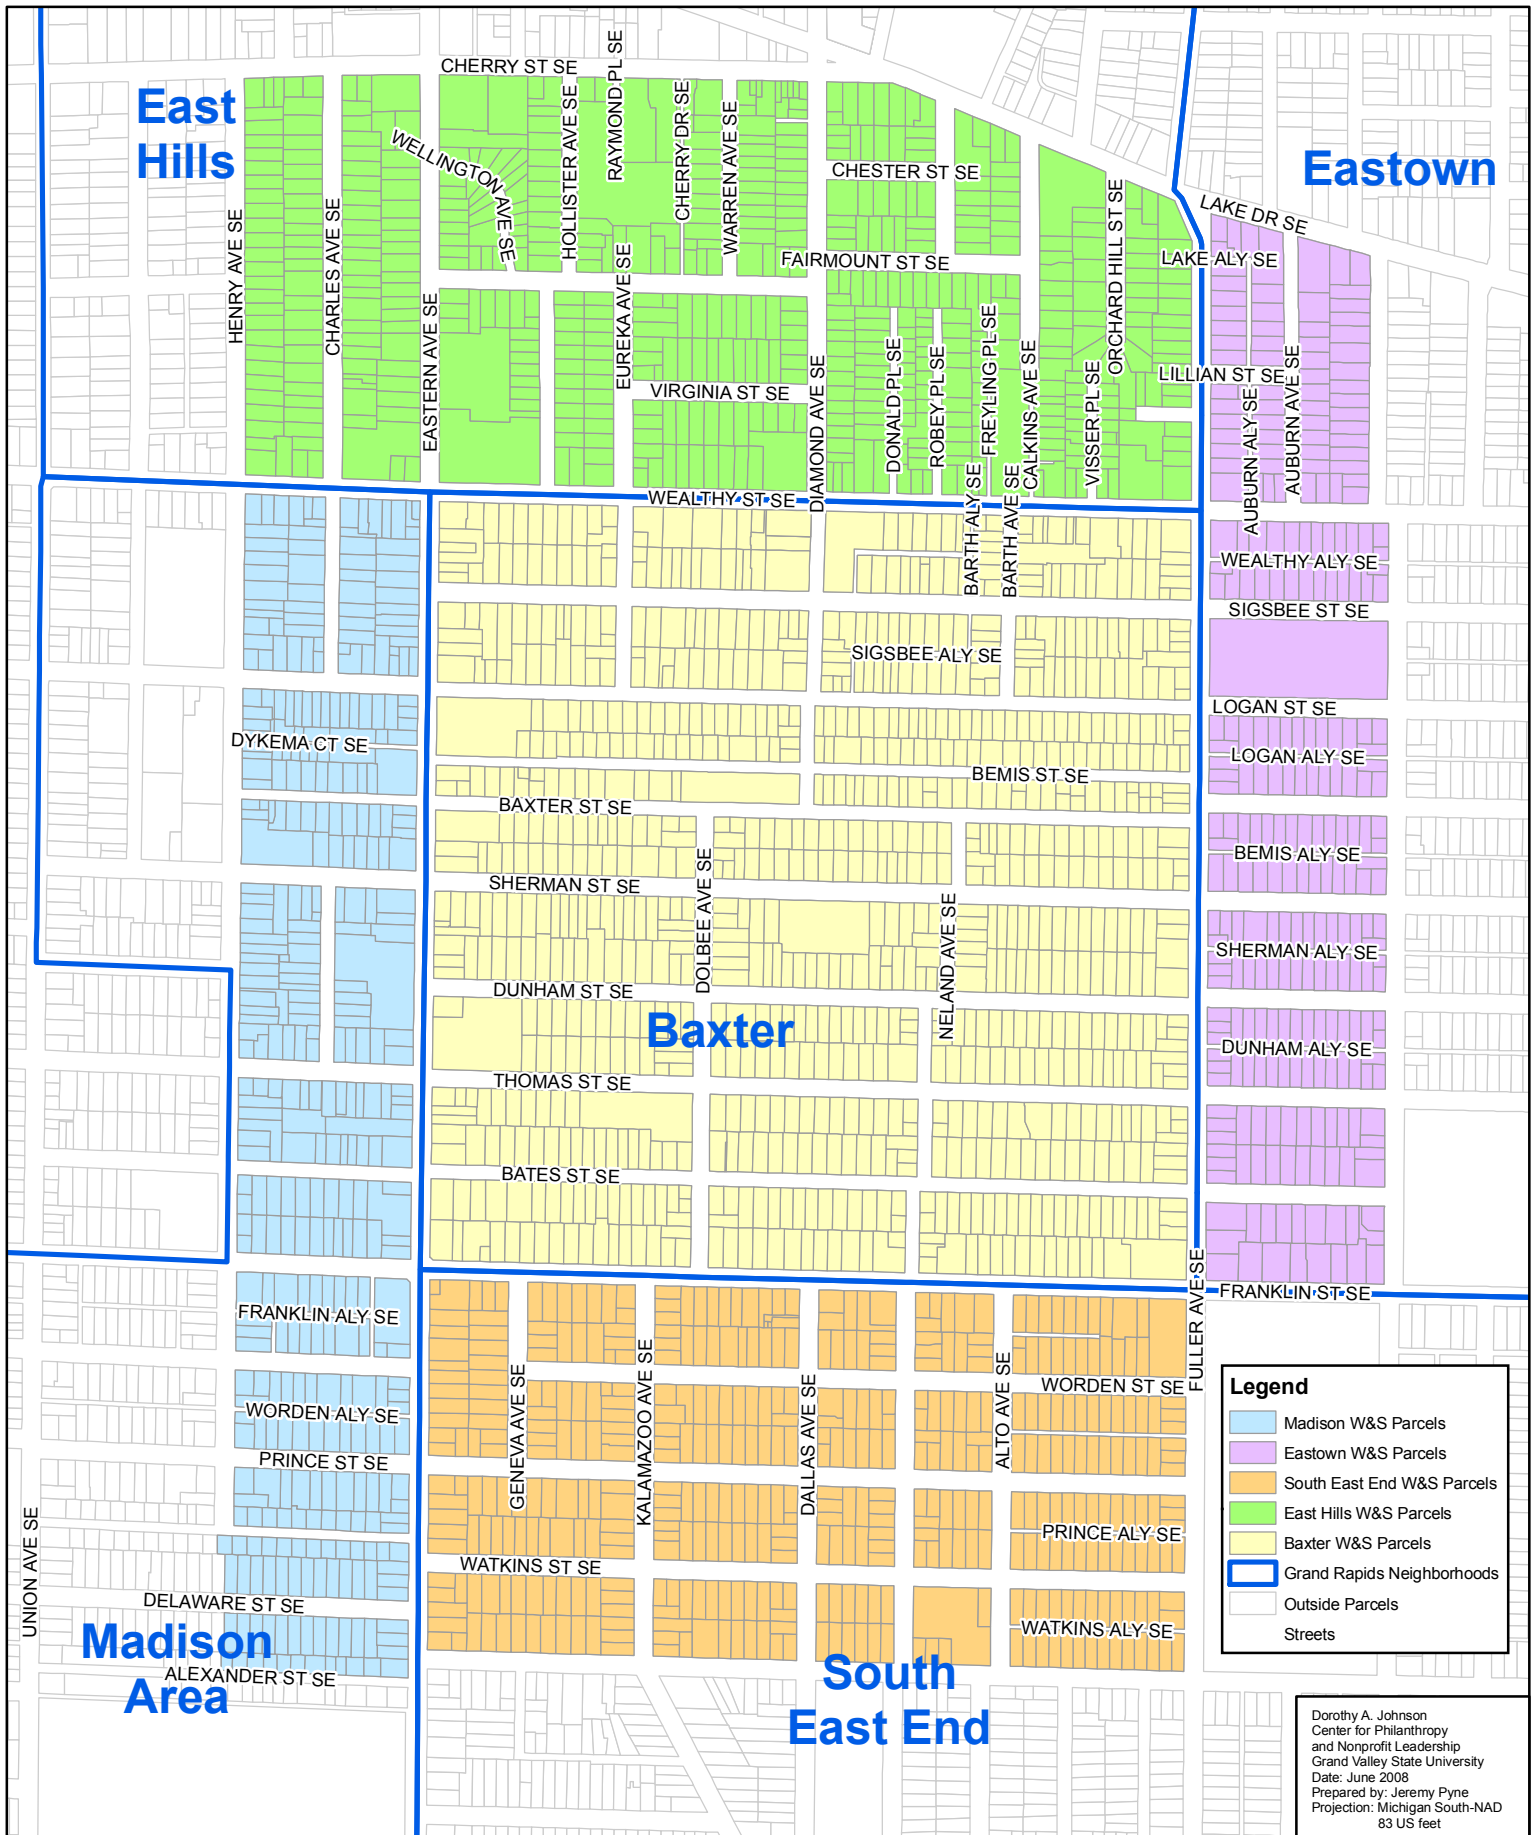 CHERRY ST SE
RAYMOND PL SE
East
Hills
HOLLISTER AVE SE
CHERRY DR SE
WARREN AVE SE
WELLINGTON AVE SE
CHESTER ST SE
Eastown
ORCHARD HILL ST SE
LAKE DR SE
HENRY AVE SE
CHARLES AVE SE
EUREKA AVE SE
FAIRMOUNT ST SE
LAKE ALY SE
EASTERN AVE SE
VIRGINIA ST SE
DIAMOND AVE SE
DONALD PL SE
ROBEY PL SE
FREYLING PL SE
CALKINS AVE SE
VISSER PL SE
LILLIAN ST SE
AUBURN ALY SE
AUBURN AVE SE
WEALTHY ST SE
BARTH ALY SE
BARTH AVE SE
WEALTHY ALY SE
SIGSBEE ST SE
SIGSBEE ALY SE
LOGAN ST SE
DYKEMA CT SE
LOGAN ALY SE
BEMIS ST SE
BAXTER ST SE
BEMIS ALY SE
DOLBEE AVE SE
SHERMAN ST SE
NELAND AVE SE
SHERMAN ALY SE
DUNHAM ST SE
Baxter
DUNHAM ALY SE
THOMAS ST SE
BATES ST SE
FULLER AVE SE
FRANKLIN ST SE
FRANKLIN ALY SE
GENEVA AVE SE
KALAMAZOO AVE SE
DALLAS AVE SE
ALTO AVE SE
WORDEN ST SE
WORDEN ALY SE
PRINCE ST SE
UNION AVE SE
PRINCE ALY SE
WATKINS ST SE
DELAWARE ST SE
WATKINS ALY SE
Madison
Area
ALEXANDER ST SE
South
East End
Legend
Madison W&S Parcels
Eastown W&S Parcels
South East End W&S Parcels
East Hills W&S Parcels
Baxter W&S Parcels
Grand Rapids Neighborhoods
Outside Parcels
Streets
Dorothy A. Johnson
Center for Philanthropy
and Nonprofit Leadership
Grand Valley State University
Date: June 2008
Prepared by: Jeremy Pyne
Projection: Michigan South-NAD
83 US feet